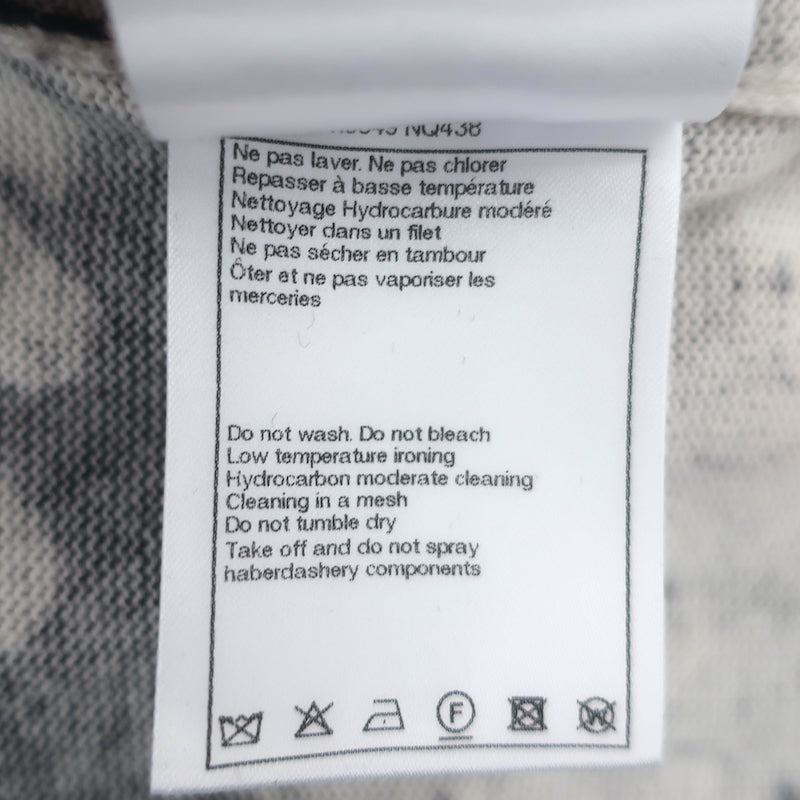 NQ438
Ne pas laver. Ne pas chlorer
Repasser à basse température
Nettoyage Hydrocarbure modéré
Nettoyer dans un filet
Ne pas sécher en tambour
Ôter et ne pas vaporiser les
merceries
Do not wash. Do not bleach
Low temperature ironing
Hydrocarbon moderate cleaning
Cleaning in a mesh
Do not tumble dry
Take off and do not spray
haberdashery components
F W